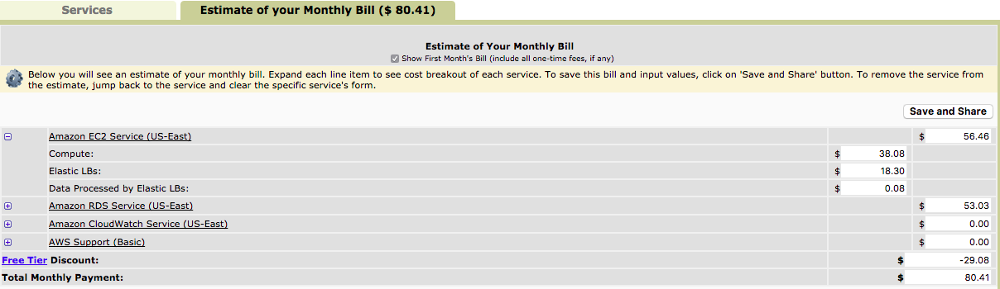 Services
Estimate of your Monthly Bill ($ 80.41)
Estimate of Your Monthly Bill
Show First Month's Bill (include all one-time fees, if any)
Below you will see an estimate of your monthly bill. Expand each line item to see cost breakout of each service. To save this bill and input values, click on 'Save and Share' button. To remove the service from
the estimate, jump back to the service and clear the specific service's form.
Save and Share
Amazon EC2 Service (US-East) $ 56.46
Compute: $ 38.08
Elastic LBs: $ 18.30
Data Processed by Elastic LBs: $ 0.08
Amazon RDS Service (US-East) $ 53.03
Amazon CloudWatch Service (US-East) $ 0.00
AWS Support (Basic) $ 0.00
Free Tier Discount: $ -29.08
Total Monthly Payment: $ 80.41